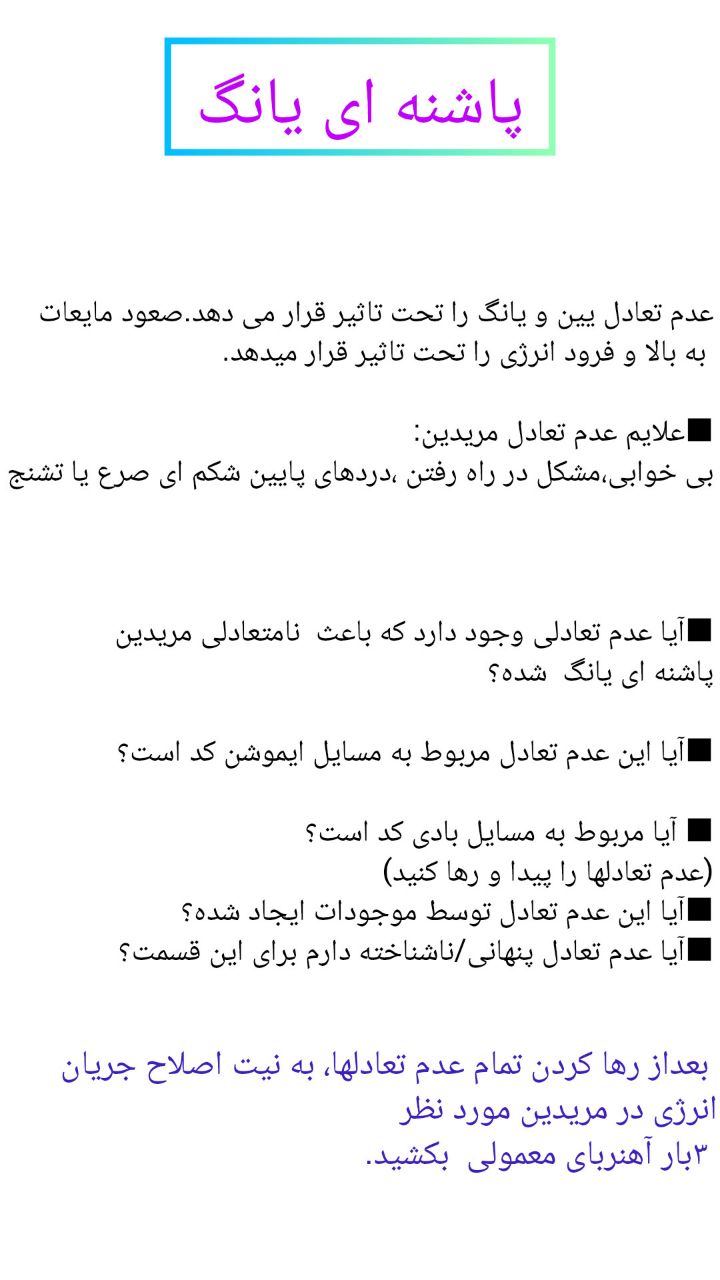 پاشنه ای یانگ
عدم تعادل یین و یانگ را تحت تاثیر قرار می دهد.صعود مایعات
به بالا و فرود انرژی را تحت تاثیر قرار میدهد.
■علایم عدم تعادل مریدین:
بی خوابی،مشکل در راه رفتن ،دردهای پایین شکم ای صرع یا تشنج
■آیا عدم تعادلی وجود دارد که باعث نامتعادلی مریدین
پاشنه ای یانگ شده؟
■آیا این عدم تعادل مربوط به مسایل ایموشن کد است؟
■ آیا مربوط به مسایل بادی کد است؟
(عدم تعادلها را پیدا و رها کنید)
■آیا این عدم تعادل توسط موجودات ایجاد شده؟
■آیا عدم تعادل پنهانی/ناشناخته دارم برای این قسمت؟
بعداز رها کردن تمام عدم تعادلها، به نیت اصلاح جریان
انرژی در مریدین مورد نظر
۳بار آهنربای معمولی بکشید.